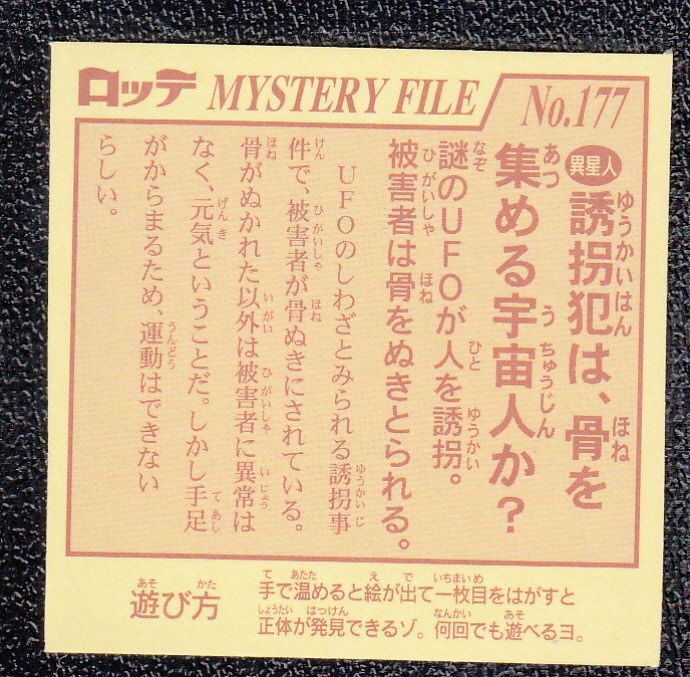 ロッテ MYSTERY FILE No.177
異星人
誘拐犯は、骨を
集める宇宙人か?
謎のUFOが人を誘拐。
被害者は骨をぬきとられる。
UFOのしわざとみられる誘拐事
件で、被害者が骨ぬきにされている。
骨がぬかれた以外は被害者に異常は
なく、元気ということだ。しかし手足
がからまるため、運動はできない
らしい。
遊び方
手で温めると絵が出て一枚目をはがすと
正体が発見できるゾ。何回でも遊べるヨ。